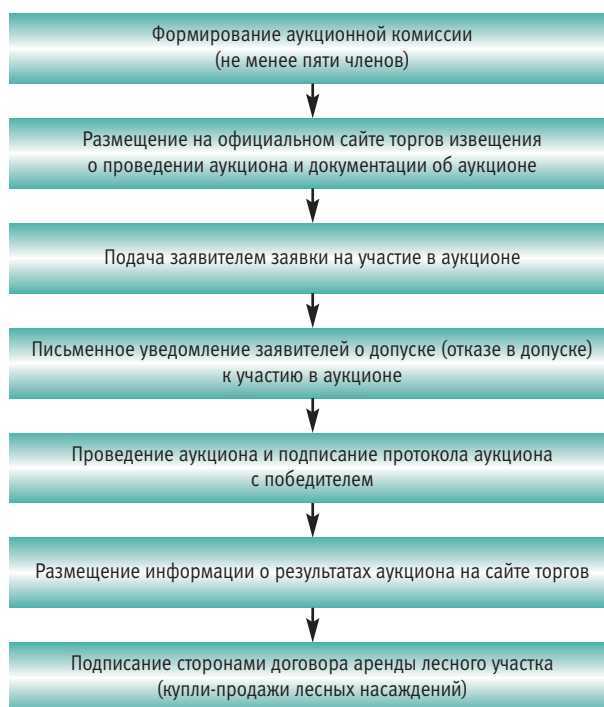 Формирование аукционной комиссии
(не менее пяти членов)
Размещение на официальном сайте торгов извещения
о проведении аукциона и документации об аукционе
Подача заявителем заявки на участие в аукционе
Письменное уведомление заявителей о допуске (отказе в допуске)
к участию в аукционе
Проведение аукциона и подписание протокола аукциона
с победителем
Размещение информации о результатах аукциона на сайте торгов
Подписание сторонами договора аренды лесного участка
(купли-продажи лесных насаждений)